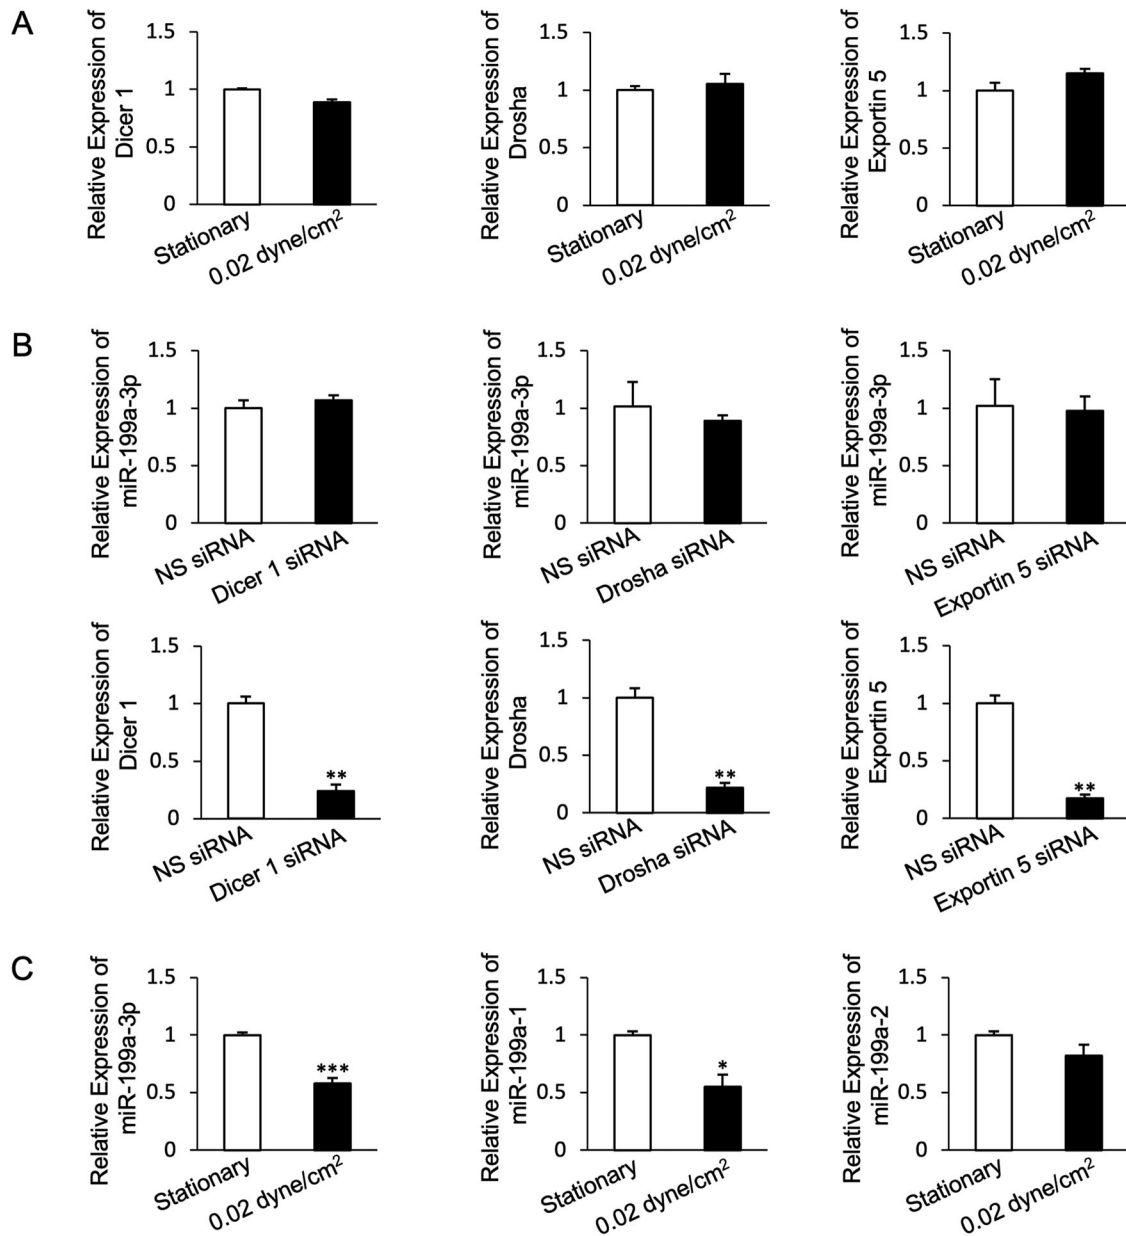 A
Relative Expression of
Dicer 1
1.5
1
0.5
0
Stationary
0.02 dyne/cm²
Relative Expression of
Drosha
1.5
1
0.5
0
Stationary
0.02 dyne/cm²
Relative Expression of
Exportin 5
1.5
1
0.5
0
Stationary
0.02 dyne/cm²
B
Relative Expression of
miR-199a-3p
1.5
1
0.5
0
NS siRNA
Dicer 1 siRNA
Relative Expression of
miR-199a-3p
1.5
1
0.5
0
NS siRNA
Drosha siRNA
Relative Expression of
miR-199a-3p
1.5
1
0.5
0
NS siRNA
Exportin 5 siRNA
Relative Expression of
Dicer 1
1.5
1
0.5
0
**
NS siRNA
Dicer 1 siRNA
Relative Expression of
Drosha
1.5
1
0.5
0
**
NS siRNA
Drosha siRNA
Relative Expression of
Exportin 5
1.5
1
0.5
0
**
NS siRNA
Exportin 5 siRNA
C
Relative Expression of
miR-199a-3p
1.5
1
0.5
0
***
Stationary
0.02 dyne/cm²
Relative Expression of
miR-199a-1
1.5
1
0.5
0
*
Stationary
0.02 dyne/cm²
Relative Expression of
miR-199a-2
1.5
1
0.5
0
Stationary
0.02 dyne/cm²